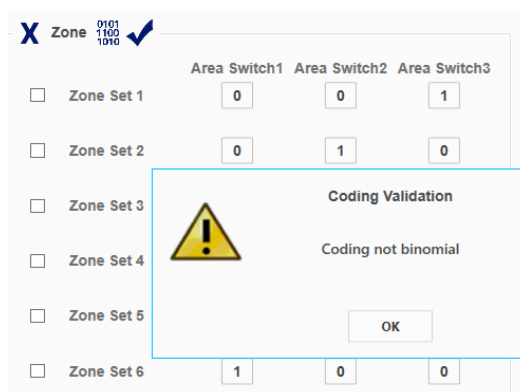 X Zone 0101
1100
1010
Area Switch1 Area Switch2 Area Switch3
Zone Set 1 0 0 1
Zone Set 2 0 1 0
Zone Set 3
Coding Validation
Zone Set 4
Coding not binomial
Zone Set 5
OK
Zone Set 6 1 0 0